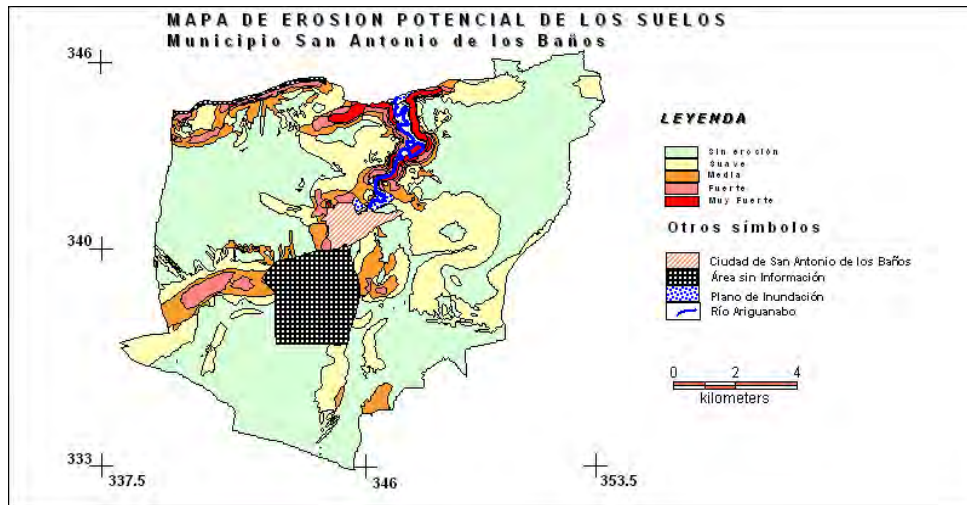 MAPA DE EROSION POTENCIAL DE LOS SUELOS
Municipio San Antonio de los Baños
346
340
333
337.5
346
353.5
LEYENDA
Sin erosión
Suave
Media
Fuerte
Muy Fuerte
Otros símbolos
Ciudad de San Antonio de los Baños
Área sin Información
Plano de Inundación
Río Ariguanabo
0 2 4
kilometers